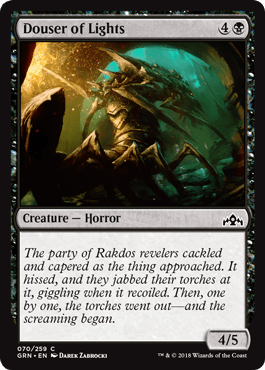 Douser of Lights 4
Creature — Horror
The party of Rakdos revelers cackled
and capered as the thing approached. It
hissed, and they jabbed their torches at
it, giggling when it recoiled. Then, one
by one, the torches went out—and the
screaming began.
4/5
070/259 C
GRN • EN DAREK ZABROCKI ™ & © 2018 Wizards of the Coast